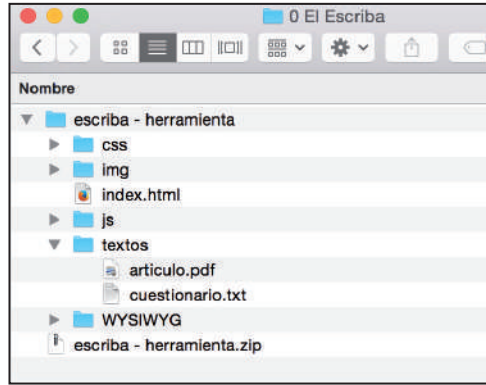 0 El Escriba
Nombre
escriba - herramienta
css
img
index.html
js
textos
articulo.pdf
cuestionario.txt
WYSIWYG
escriba - herramienta.zip